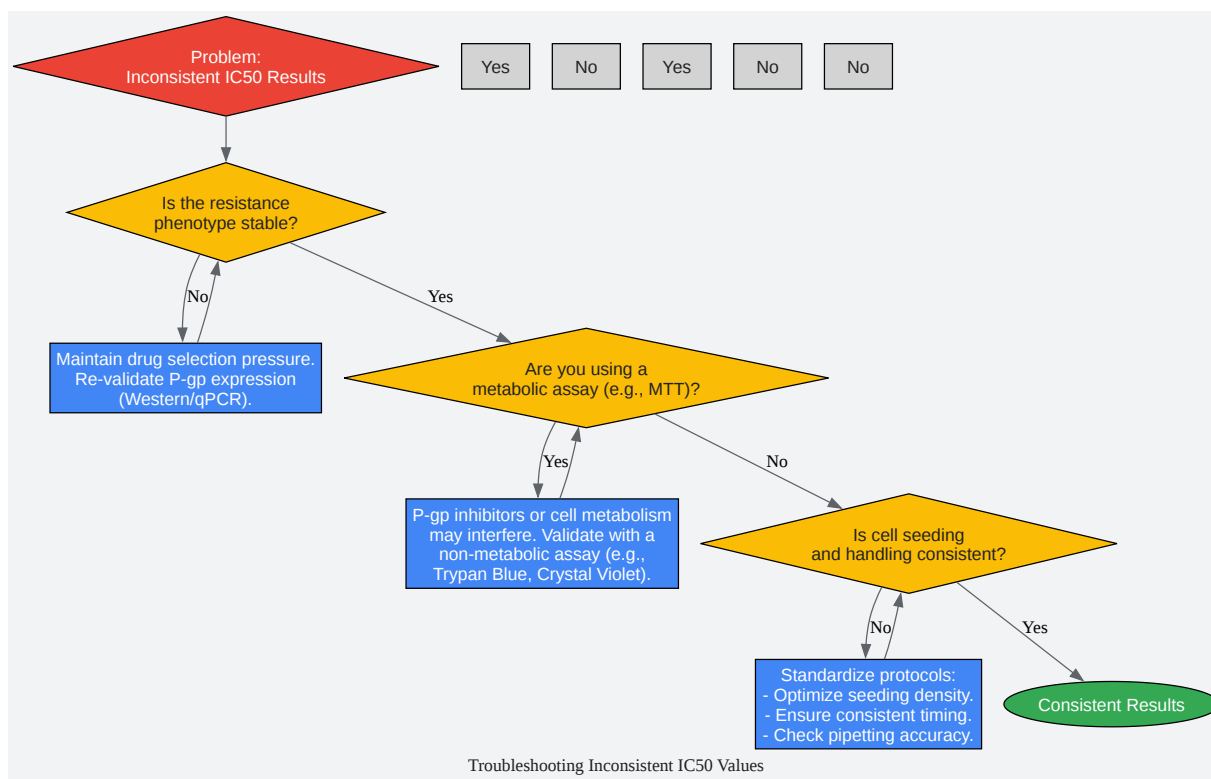 Problem:
Inconsistent IC50 Results
Yes
No
Yes
No
No
Is the resistance
phenotype stable?
No
Yes
Maintain drug selection pressure.
Re-validate P-gp expression
(Western/qPCR).
Are you using a
metabolic assay (e.g., MTT)?
Yes
No
P-gp inhibitors or cell metabolism
may interfere. Validate with a
non-metabolic assay (e.g.,
Trypan Blue, Crystal Violet).
Is cell seeding
and handling consistent?
No
Yes
Standardize protocols:
- Optimize seeding density.
- Ensure consistent timing.
- Check pipetting accuracy.
Consistent Results
Troubleshooting Inconsistent IC50 Values